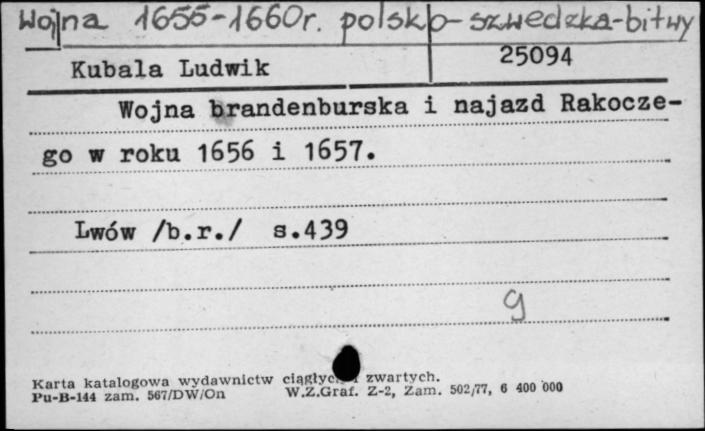 Wojna 1655-1660r. polsko-szwedzka-bitwy
Kubala Ludwik
25094
Wojna brandenburska i najazd Rakocze-
go w roku 1656 i 1657.
Lwów /b.r./ s.439
g
Karta katalogowa wydawnictw ciągłych i zwartych.
Pu-B-144 zam. 567/DW/On W.Z.Graf. Z-2, Zam. 502/77, 6 400 000